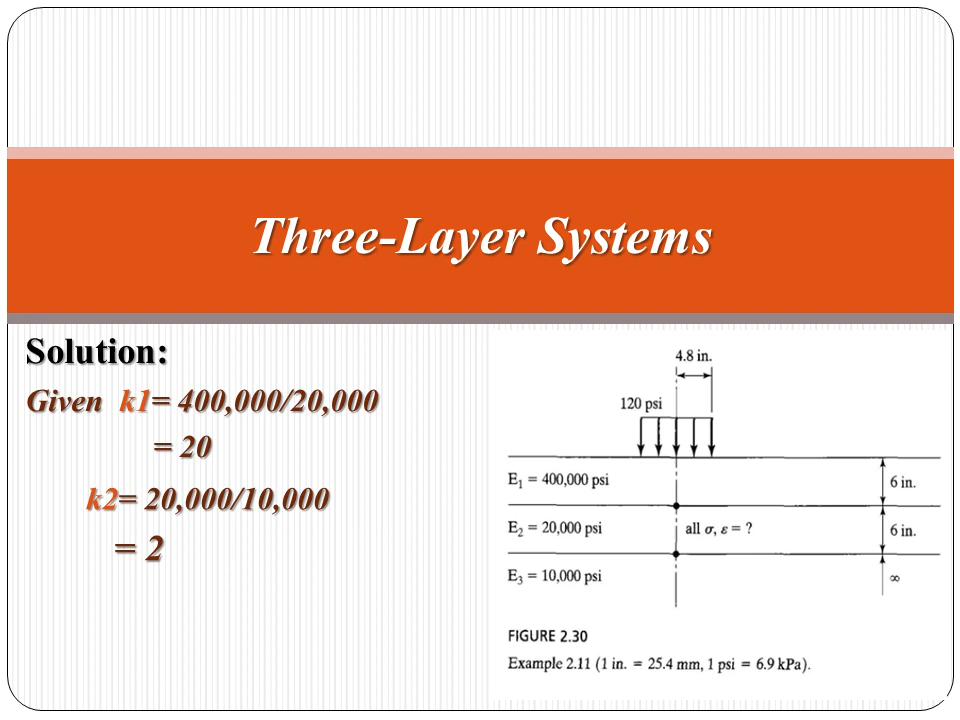 Three-Layer Systems
Solution:
Given k1= 400,000/20,000
= 20
k2= 20,000/10,000
= 2
4.8 in.
120 psi
E₁ = 400,000 psi
6 in.
E₂ = 20,000 psi
all σ, ε = ?
6 in.
E₃ = 10,000 psi
∞
FIGURE 2.30
Example 2.11 (1 in. = 25.4 mm, 1 psi = 6.9 kPa).